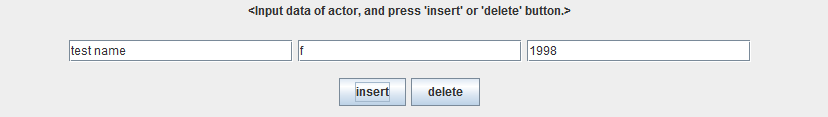 <Input data of actor, and press 'insert' or 'delete' button.>
test name f 1998
insert delete